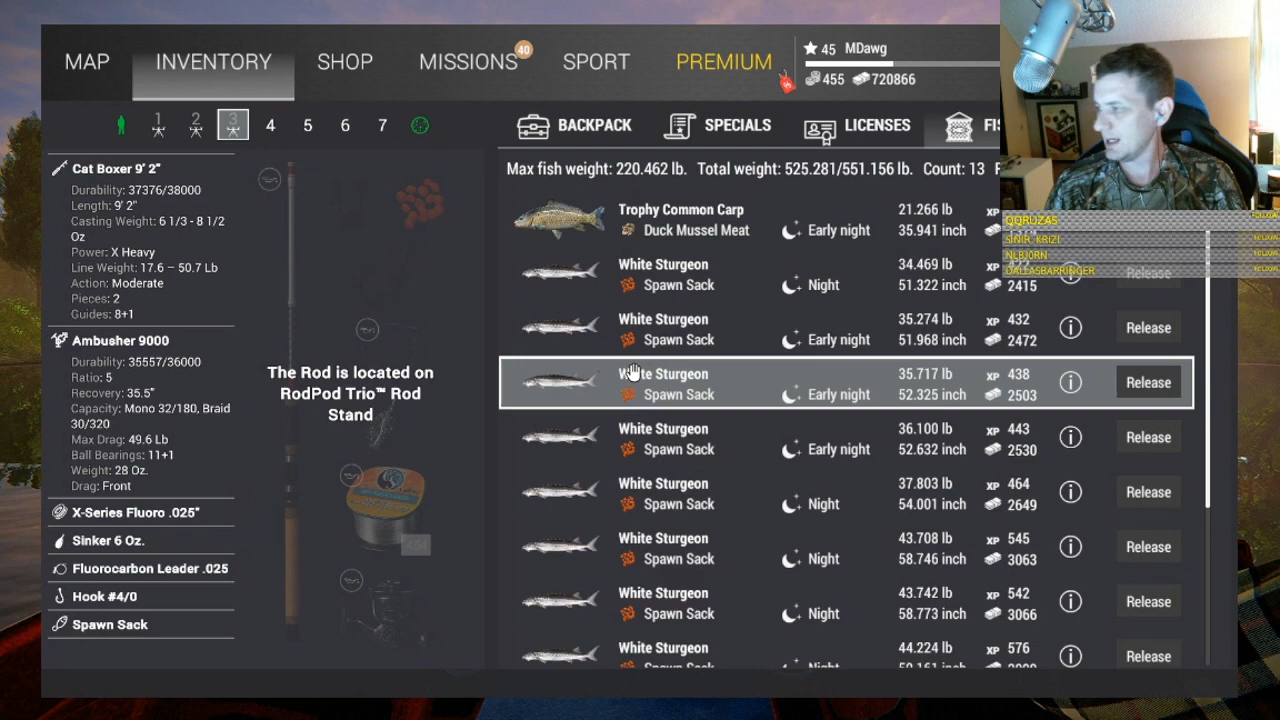 MAP INVENTORY SHOP MISSIONS 40 SPORT PREMIUM
45 MDawg
455 720866
1 2 3 4 5 6 7
BACKPACK SPECIALS LICENSES
Cat Boxer 9' 2"
Durability: 37376/38000
Length: 9' 2"
Casting Weight: 6 1/3 - 8 1/2
Oz
Power: X Heavy
Line Weight: 17.6 – 50.7 Lb
Action: Moderate
Pieces: 2
Guides: 8+1
Ambusher 9000
Durability: 35557/36000
Ratio: 5
Recovery: 35.5"
Capacity: Mono 32/180, Braid
30/320
Max Drag: 49.6 Lb
Ball Bearings: 11+1
Weight: 28 Oz.
Drag: Front
X-Series Fluoro .025"
Sinker 6 Oz.
Fluorocarbon Leader .025
Hook #4/0
Spawn Sack
The Rod is located on
RodPod Trio™ Rod
Stand
Max fish weight: 220.462 lb. Total weight: 525.281/551.156 lb. Count: 13
Trophy Common Carp 21.266 lb XP
Duck Mussel Meat Early night 35.941 inch
White Sturgeon 34.469 lb
Spawn Sack Night 51.322 inch 2415
White Sturgeon 35.274 lb XP 432
Spawn Sack Early night 51.968 inch 2472 Release
White Sturgeon 35.717 lb XP 438
Spawn Sack Early night 52.325 inch 2503 Release
White Sturgeon 36.100 lb XP 443
Spawn Sack Early night 52.632 inch 2530 Release
White Sturgeon 37.803 lb XP 464
Spawn Sack Night 54.001 inch 2649 Release
White Sturgeon 43.708 lb XP 545
Spawn Sack Night 58.746 inch 3063 Release
White Sturgeon 43.742 lb XP 542
Spawn Sack Night 58.773 inch 3066 Release
White Sturgeon 44.224 lb XP 576
Spawn Sack Night Release
QQRUZAS
SINIR_KRIZI
NLBJ0RN
DALLASBARRINGER